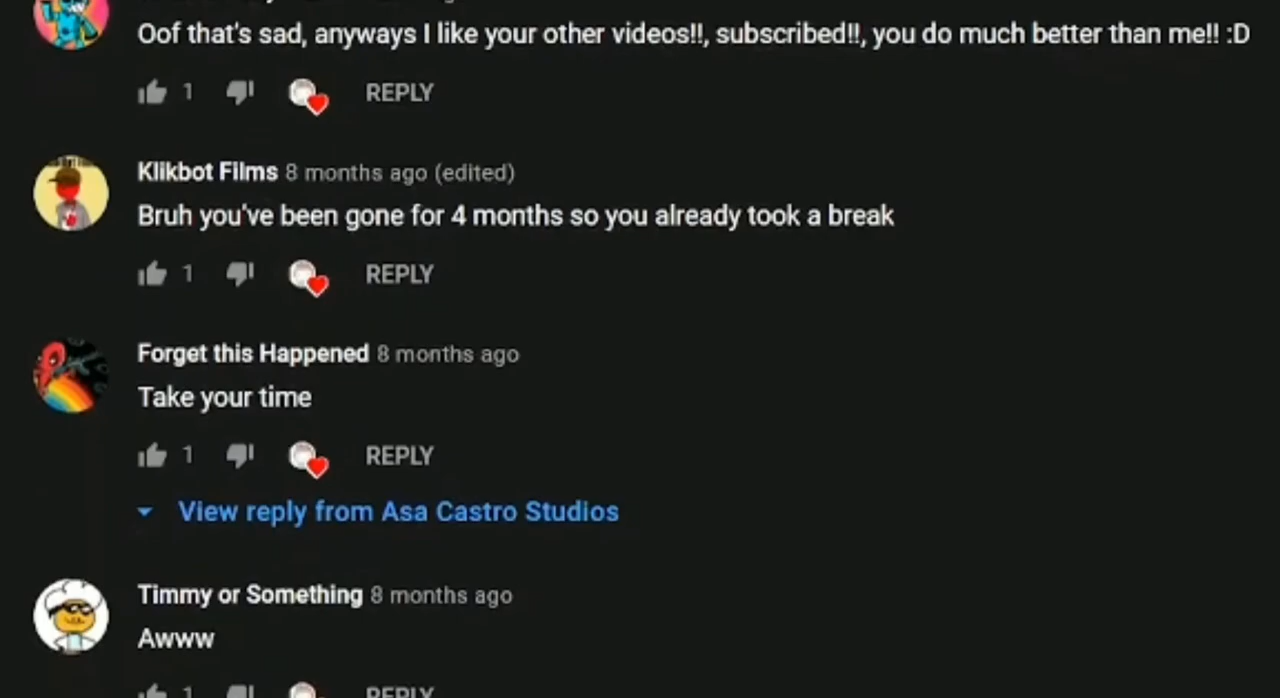 Oof that's sad, anyways I like your other videos!!, subscribed!!, you do much better than me!! :D
1 REPLY
Klikbot Films 8 months ago (edited)
Bruh you've been gone for 4 months so you already took a break
1 REPLY
Forget this Happened 8 months ago
Take your time
1 REPLY
View reply from Asa Castro Studios
Timmy or Something 8 months ago
Awww
1 REPLY